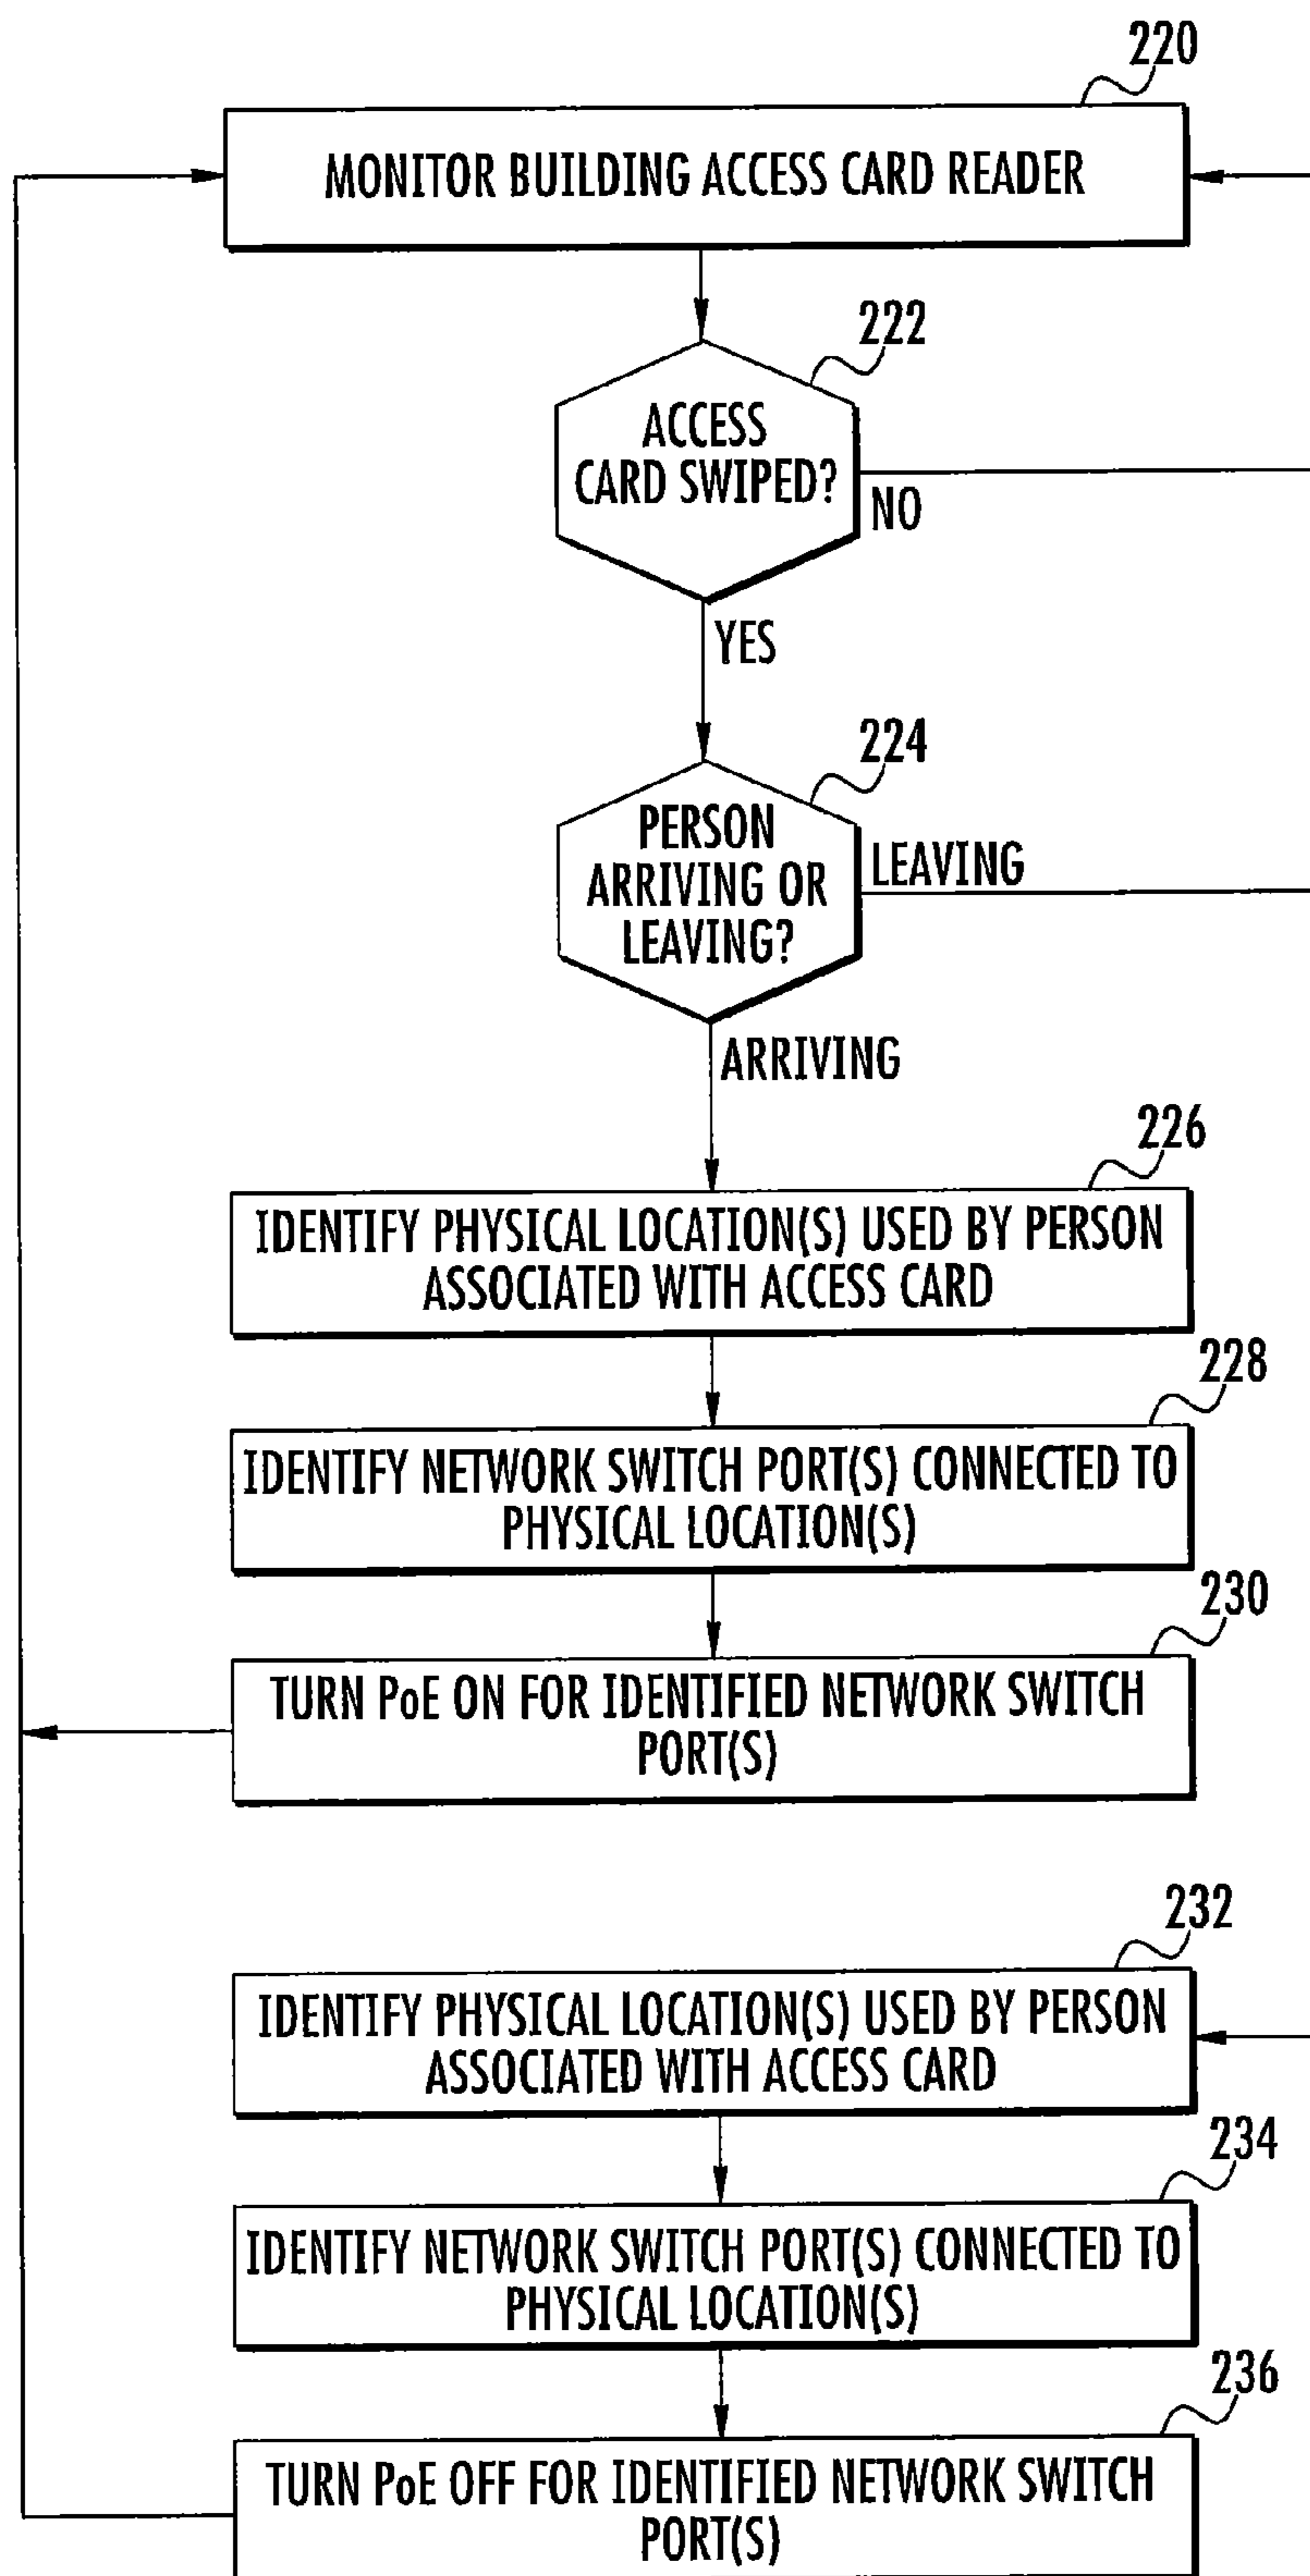 220
MONITOR BUILDING ACCESS CARD READER
222
ACCESS
CARD SWIPED?
NO
YES
224
PERSON
ARRIVING OR
LEAVING?
LEAVING
ARRIVING
226
IDENTIFY PHYSICAL LOCATION(S) USED BY PERSON
ASSOCIATED WITH ACCESS CARD
228
IDENTIFY NETWORK SWITCH PORT(S) CONNECTED TO
PHYSICAL LOCATION(S)
230
TURN PoE ON FOR IDENTIFIED NETWORK SWITCH
PORT(S)
232
IDENTIFY PHYSICAL LOCATION(S) USED BY PERSON
ASSOCIATED WITH ACCESS CARD
234
IDENTIFY NETWORK SWITCH PORT(S) CONNECTED TO
PHYSICAL LOCATION(S)
236
TURN PoE OFF FOR IDENTIFIED NETWORK SWITCH
PORT(S)